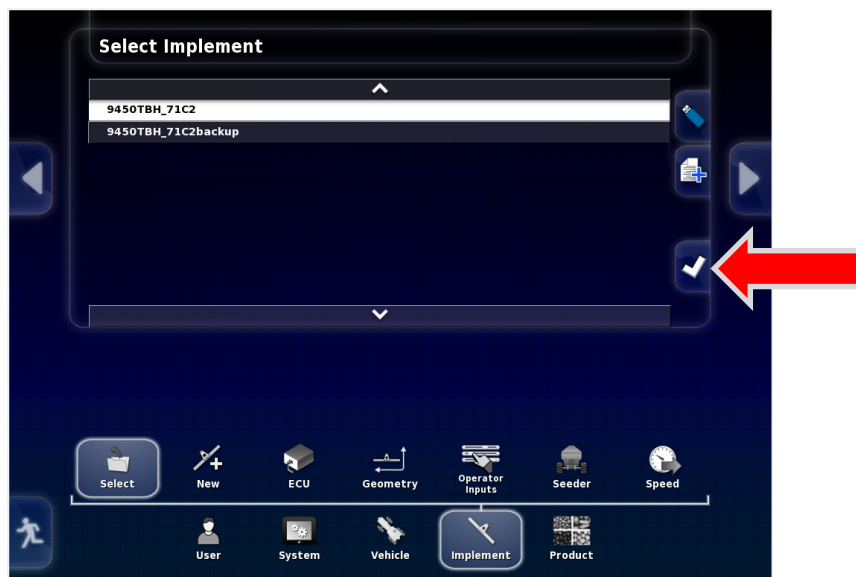 Select Implement
9450TBH_71C2
9450TBH_71C2backup
Select
New
ECU
Geometry
Operator
Inputs
Seeder
Speed
User
System
Vehicle
Implement
Product